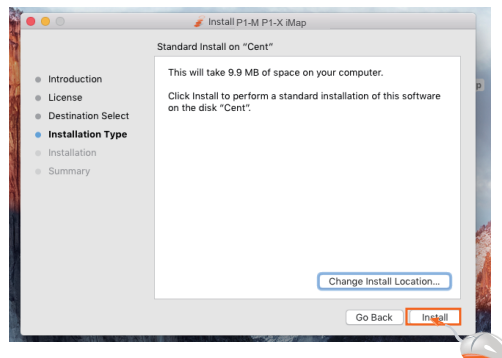 Install P1-M P1-X iMap
Standard Install on “Cent”
Introduction
License
Destination Select
Installation Type
Installation
Summary
This will take 9.9 MB of space on your computer.
Click Install to perform a standard installation of this software
on the disk “Cent”.
Change Install Location...
Go Back
Install
p